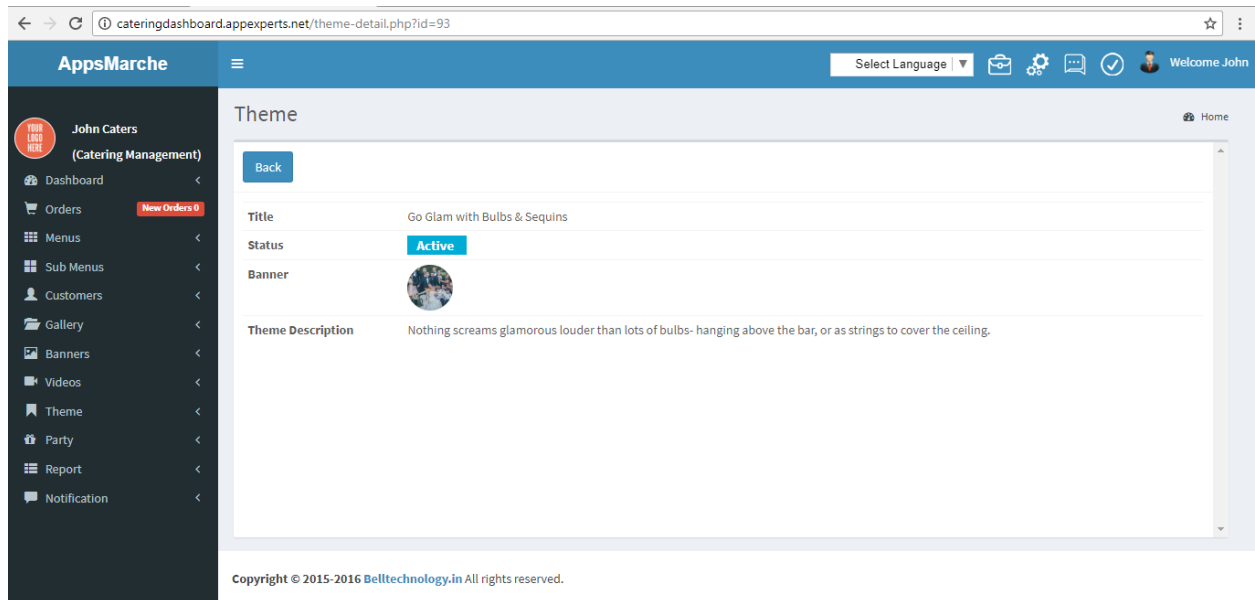 cateringdashboard.appexperts.net/theme-detail.php?id=93
AppsMarche
Select Language
Welcome John
YOUR
LOGO
HERE
John Caters
(Catering Management)
Dashboard
Orders
New Orders 0
Menus
Sub Menus
Customers
Gallery
Banners
Videos
Theme
Party
Report
Notification
Theme
Home
Back
Title Go Glam with Bulbs & Sequins
Status Active
Banner
Theme Description Nothing screams glamorous louder than lots of bulbs- hanging above the bar, or as strings to cover the ceiling.
Copyright © 2015-2016 Belltechnology.in All rights reserved.